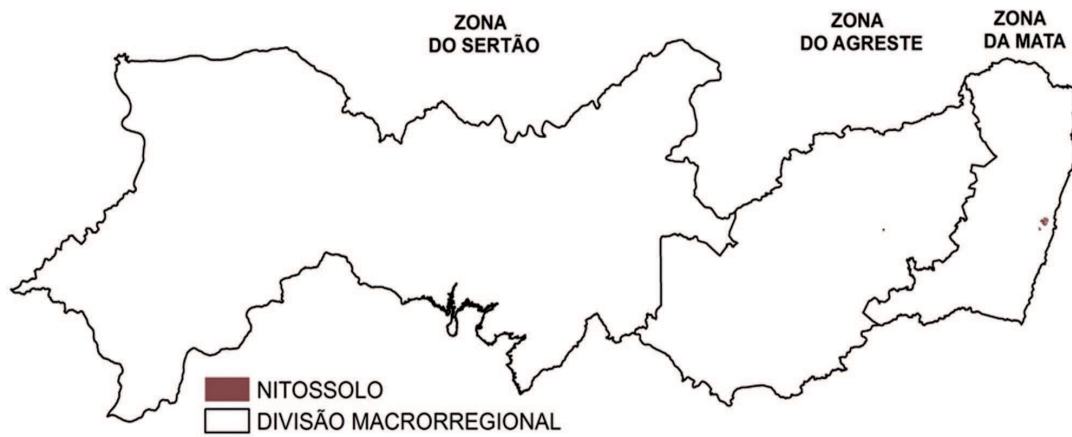 ZONA
DO SERTÃO
ZONA
DO AGRESTE
ZONA
DA MATA
NITOSSOLO
DIVISÃO MACRORREGIONAL